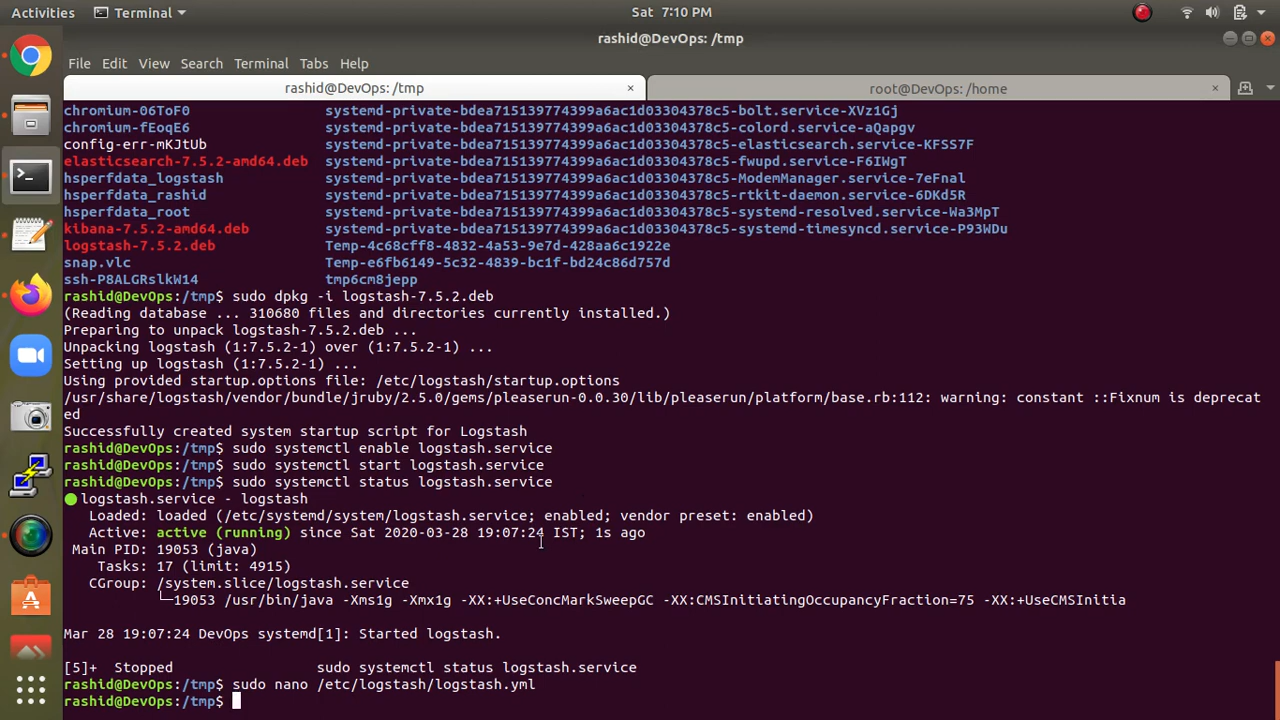 Activities Terminal Sat 7:10 PM
rashid@DevOps: /tmp
File Edit View Search Terminal Tabs Help
rashid@DevOps: /tmp × root@DevOps: /home ×
chromium-06ToF0 systemd-private-bdea715139774399a6ac1d03304378c5-bolt.service-XVz1Gj
chromium-fEoqE6 systemd-private-bdea715139774399a6ac1d03304378c5-colord.service-aQapgv
config-err-mKJtUb systemd-private-bdea715139774399a6ac1d03304378c5-elasticsearch.service-KFSS7F
elasticsearch-7.5.2-amd64.deb systemd-private-bdea715139774399a6ac1d03304378c5-fwupd.service-F6IWgT
hsperfdata_logstash systemd-private-bdea715139774399a6ac1d03304378c5-ModemManager.service-7eFnal
hsperfdata_rashid systemd-private-bdea715139774399a6ac1d03304378c5-rtkit-daemon.service-6DKd5R
hsperfdata_root systemd-private-bdea715139774399a6ac1d03304378c5-systemd-resolved.service-Wa3MpT
kibana-7.5.2-amd64.deb systemd-private-bdea715139774399a6ac1d03304378c5-systemd-timesyncd.service-P93WDu
logstash-7.5.2.deb Temp-4c68cff8-4832-4a53-9e7d-428aa6c1922e
snap.vlc Temp-e6fb6149-5c32-4839-bc1f-bd24c86d757d
ssh-P8ALGRslkW14 tmp6cm8jepp
rashid@DevOps:/tmp$ sudo dpkg -i logstash-7.5.2.deb
(Reading database ... 310680 files and directories currently installed.)
Preparing to unpack logstash-7.5.2.deb ...
Unpacking logstash (1:7.5.2-1) over (1:7.5.2-1) ...
Setting up logstash (1:7.5.2-1) ...
Using provided startup.options file: /etc/logstash/startup.options
/usr/share/logstash/vendor/bundle/jruby/2.5.0/gems/pleaserun-0.0.30/lib/pleaserun/platform/base.rb:112: warning: constant ::Fixnum is deprecat
ed
Successfully created system startup script for Logstash
rashid@DevOps:/tmp$ sudo systemctl enable logstash.service
rashid@DevOps:/tmp$ sudo systemctl start logstash.service
rashid@DevOps:/tmp$ sudo systemctl status logstash.service
● logstash.service - logstash
Loaded: loaded (/etc/systemd/system/logstash.service; enabled; vendor preset: enabled)
Active: active (running) since Sat 2020-03-28 19:07:24 IST; 1s ago
Main PID: 19053 (java)
Tasks: 17 (limit: 4915)
CGroup: /system.slice/logstash.service
└─19053 /usr/bin/java -Xms1g -Xmx1g -XX:+UseConcMarkSweepGC -XX:CMSInitiatingOccupancyFraction=75 -XX:+UseCMSInitia
Mar 28 19:07:24 DevOps systemd[1]: Started logstash.
[5]+ Stopped sudo systemctl status logstash.service
rashid@DevOps:/tmp$ sudo nano /etc/logstash/logstash.yml
rashid@DevOps:/tmp$